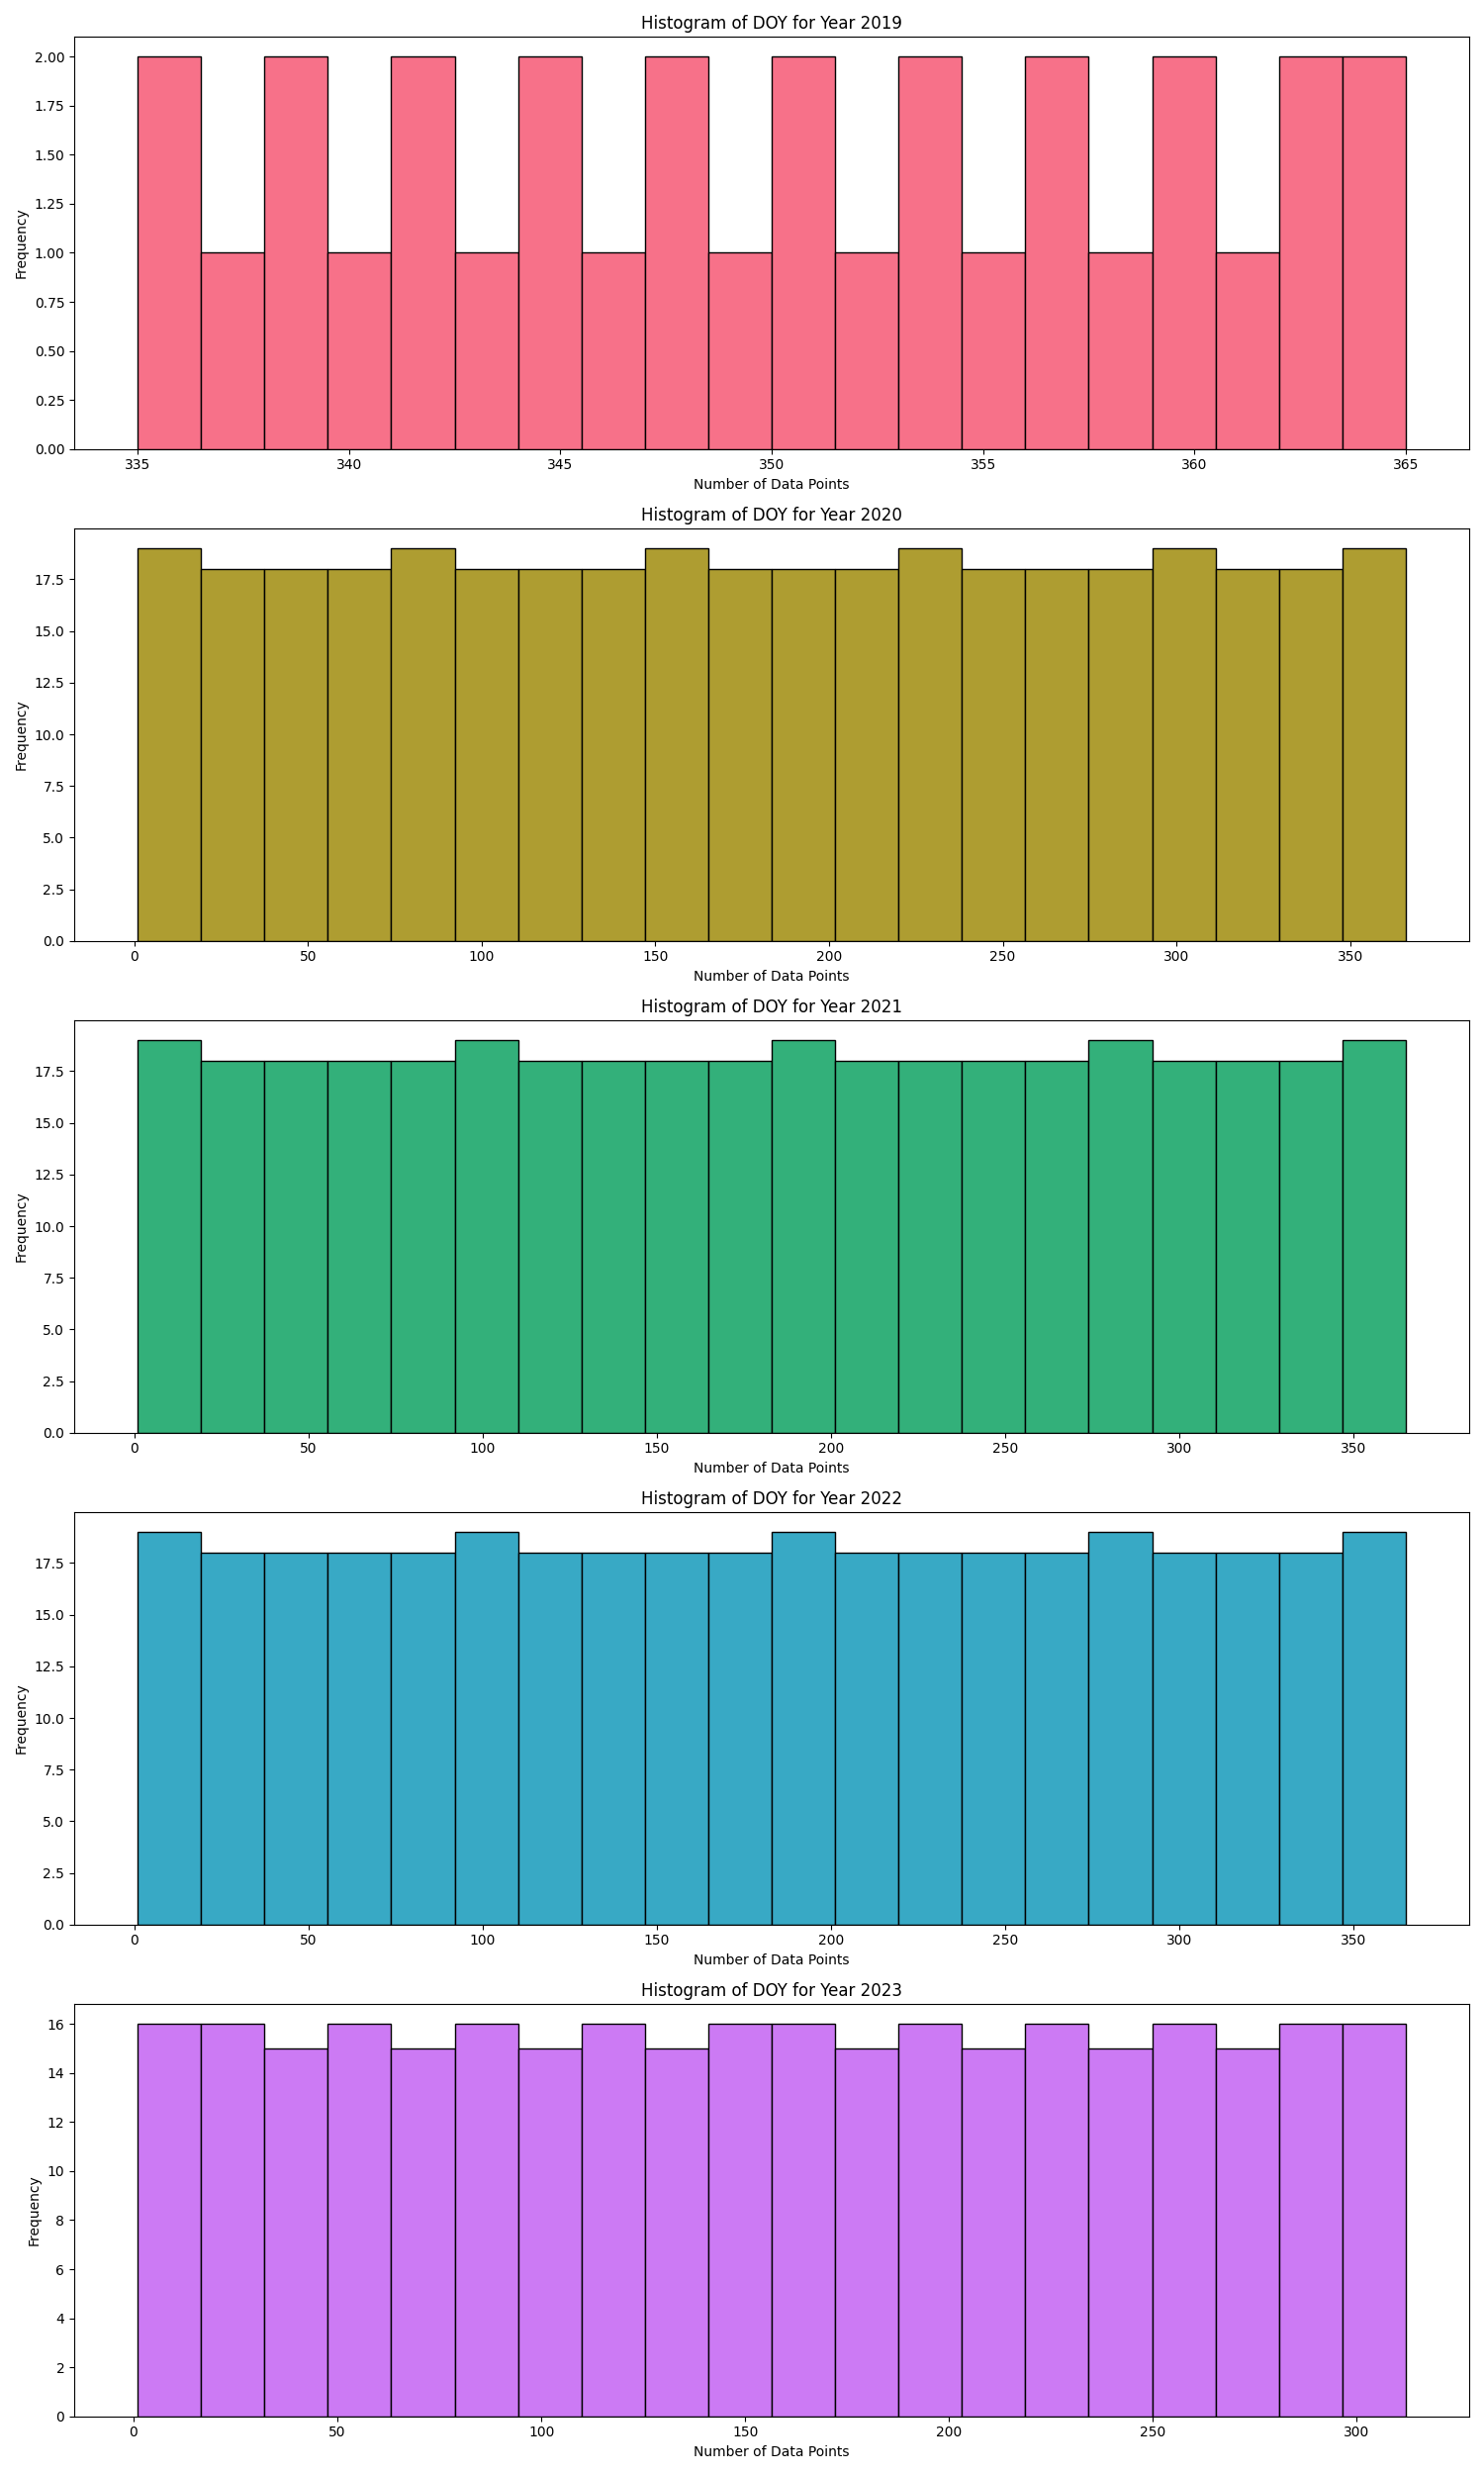 Histogram of DOY for Year 2019
2.00
1.75
1.50
1.25
1.00
0.75
0.50
0.25
0.00
Frequency
335 340 345 350 355 360 365
Number of Data Points
Histogram of DOY for Year 2020
17.5
15.0
12.5
10.0
7.5
5.0
2.5
0.0
Frequency
0 50 100 150 200 250 300 350
Number of Data Points
Histogram of DOY for Year 2021
17.5
15.0
12.5
10.0
7.5
5.0
2.5
0.0
Frequency
0 50 100 150 200 250 300 350
Number of Data Points
Histogram of DOY for Year 2022
17.5
15.0
12.5
10.0
7.5
5.0
2.5
0.0
Frequency
0 50 100 150 200 250 300 350
Number of Data Points
Histogram of DOY for Year 2023
16
14
12
10
8
6
4
2
0
Frequency
0 50 100 150 200 250 300
Number of Data Points